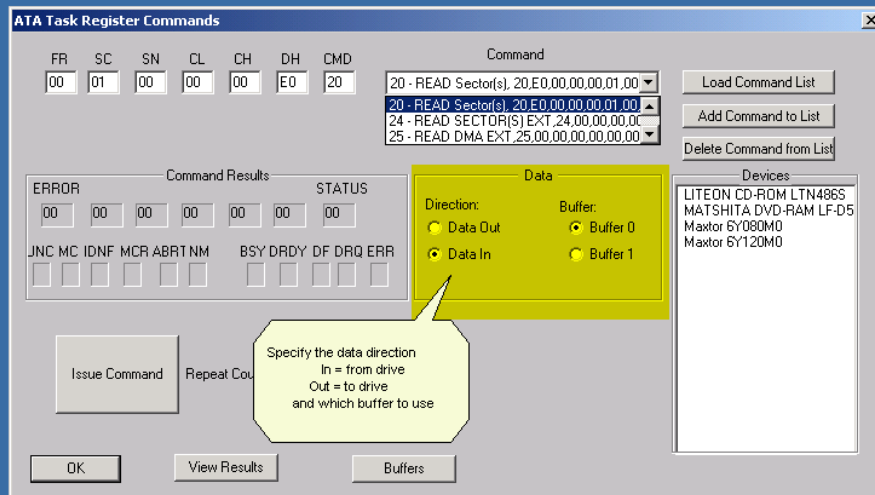 ATA Task Register Commands
FR SC SN CL CH DH CMD
00 01 00 00 00 E0 20
Command
20 - READ Sector(s), 20,E0,00,00,01,00,
20 - READ Sector(s), 20,E0,00,00,01,00,
24 - READ SECTOR(S) EXT,24,00,00,00,00
25 - READ DMA EXT,25,00,00,00,00,00,00
Load Command List
Add Command to List
Delete Command from List
Command Results
ERROR STATUS
00 00 00 00 00 00 00
UNC MC IDNF MCR ABRT NM BSY DRDY DF DRQ ERR
Data
Direction: Buffer:
Data Out Buffer 0
Data In Buffer 1
Devices
LITEON CD-ROM LTN486S
MATSHITA DVD-RAM LF-D5
Maxtor 6Y080M0
Maxtor 6Y120M0
Specify the data direction
In = from drive
Out = to drive
and which buffer to use
Issue Command
Repeat Cou
OK
View Results
Buffers